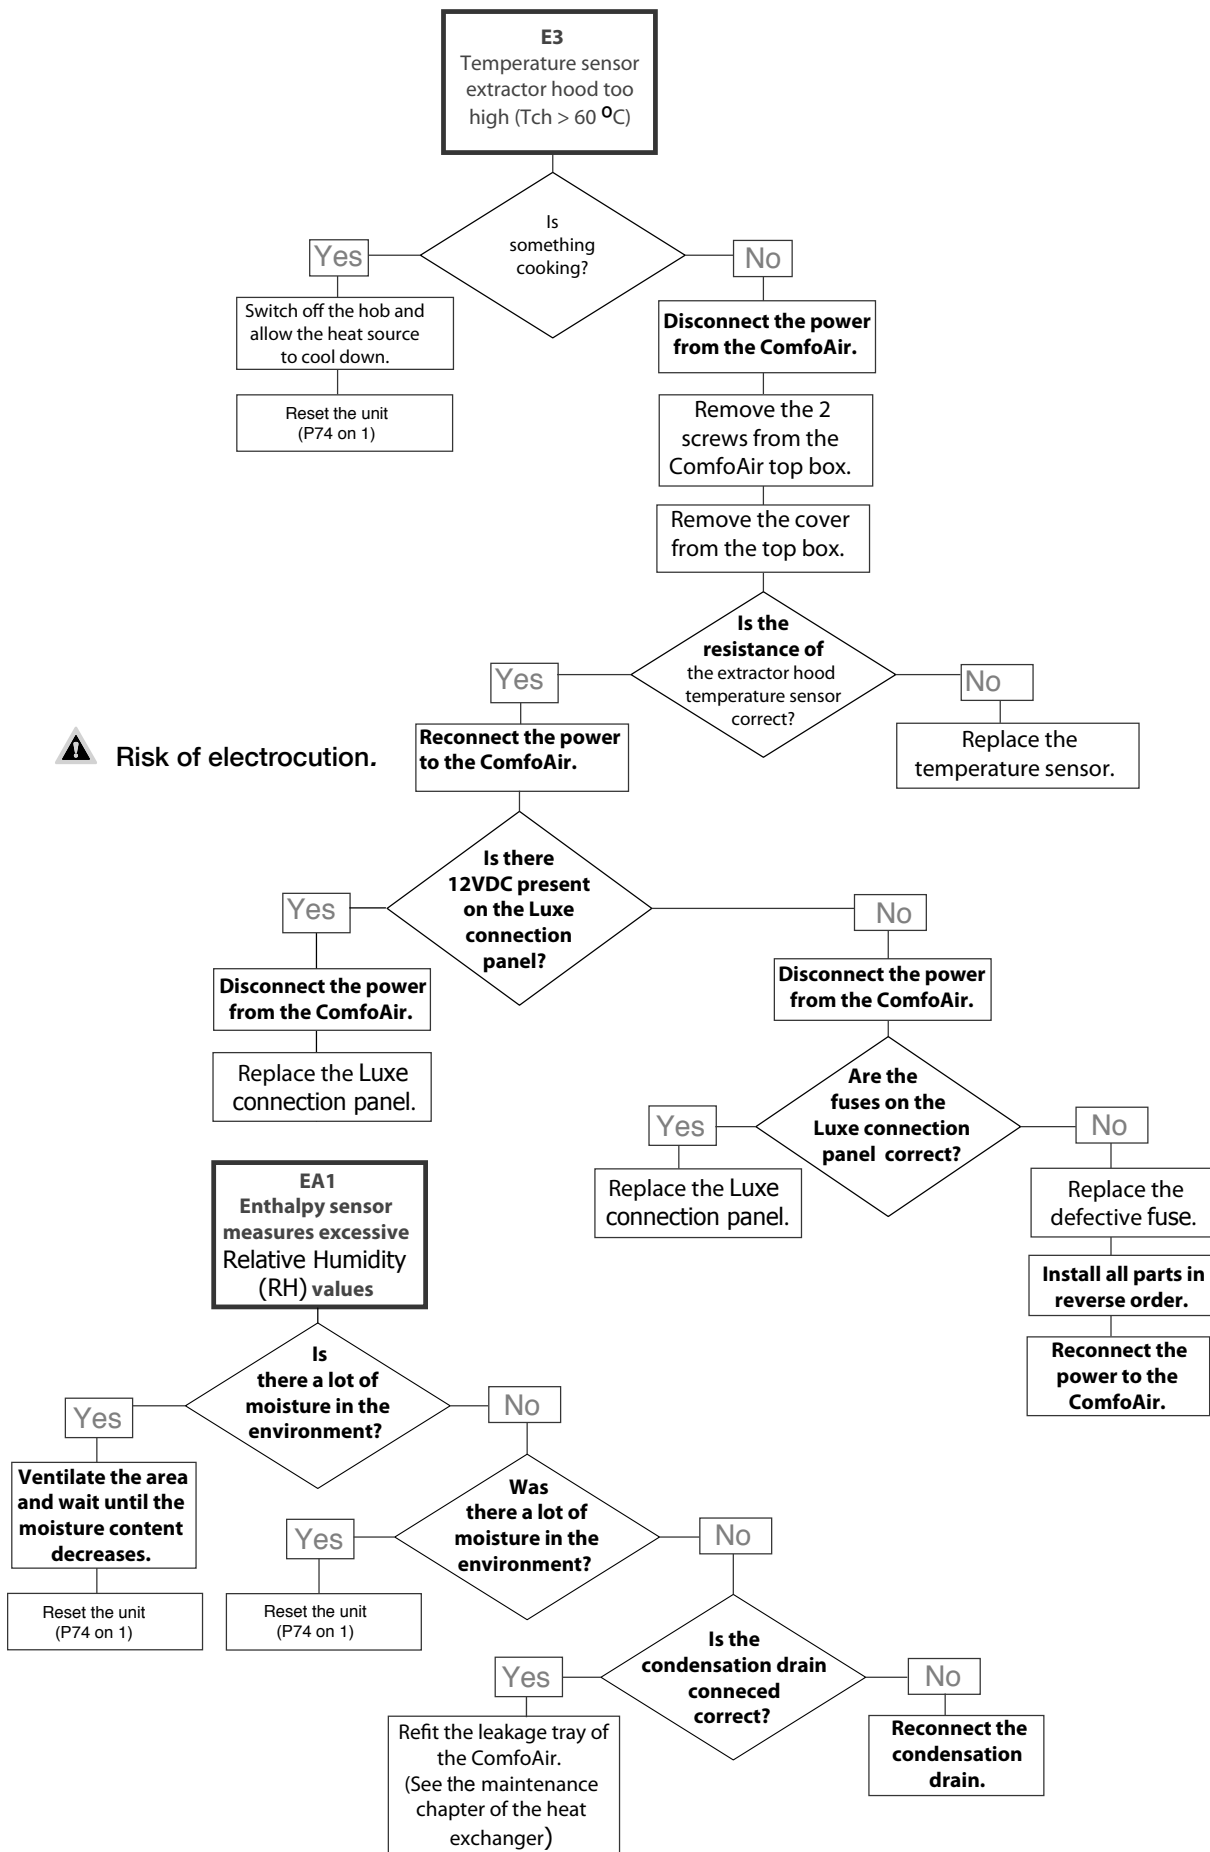 E3
Temperature sensor
extractor hood too
high (Tch > 60 °C)
Is
something
cooking?
Yes
No
Switch off the hob and
allow the heat source
to cool down.
Disconnect the power
from the ComfoAir.
Reset the unit
(P74 on 1)
Remove the 2
screws from the
ComfoAir top box.
Remove the cover
from the top box.
Is the
resistance of
the extractor hood
temperature sensor
correct?
Yes
No
Risk of electrocution.
Reconnect the power
to the ComfoAir.
Replace the
temperature sensor.
Is there
12VDC present
on the Luxe
connection
panel?
Yes
No
Disconnect the power
from the ComfoAir.
Disconnect the power
from the ComfoAir.
Replace the Luxe
connection panel.
Are the
fuses on the
Luxe connection
panel correct?
Yes
No
Replace the Luxe
connection panel.
Replace the
defective fuse.
Install all parts in
reverse order.
Reconnect the
power to the
ComfoAir.
EA1
Enthalpy sensor
measures excessive
Relative Humidity
(RH) values
Is
there a lot of
moisture in the
environment?
Yes
No
Ventilate the area
and wait until the
moisture content
decreases.
Reset the unit
(P74 on 1)
Was
there a lot of
moisture in the
environment?
Yes
No
Reset the unit
(P74 on 1)
Is the
condensation drain
conneced
correct?
Yes
No
Refit the leakage tray of
the ComfoAir.
(See the maintenance
chapter of the heat
exchanger)
Reconnect the
condensation
drain.